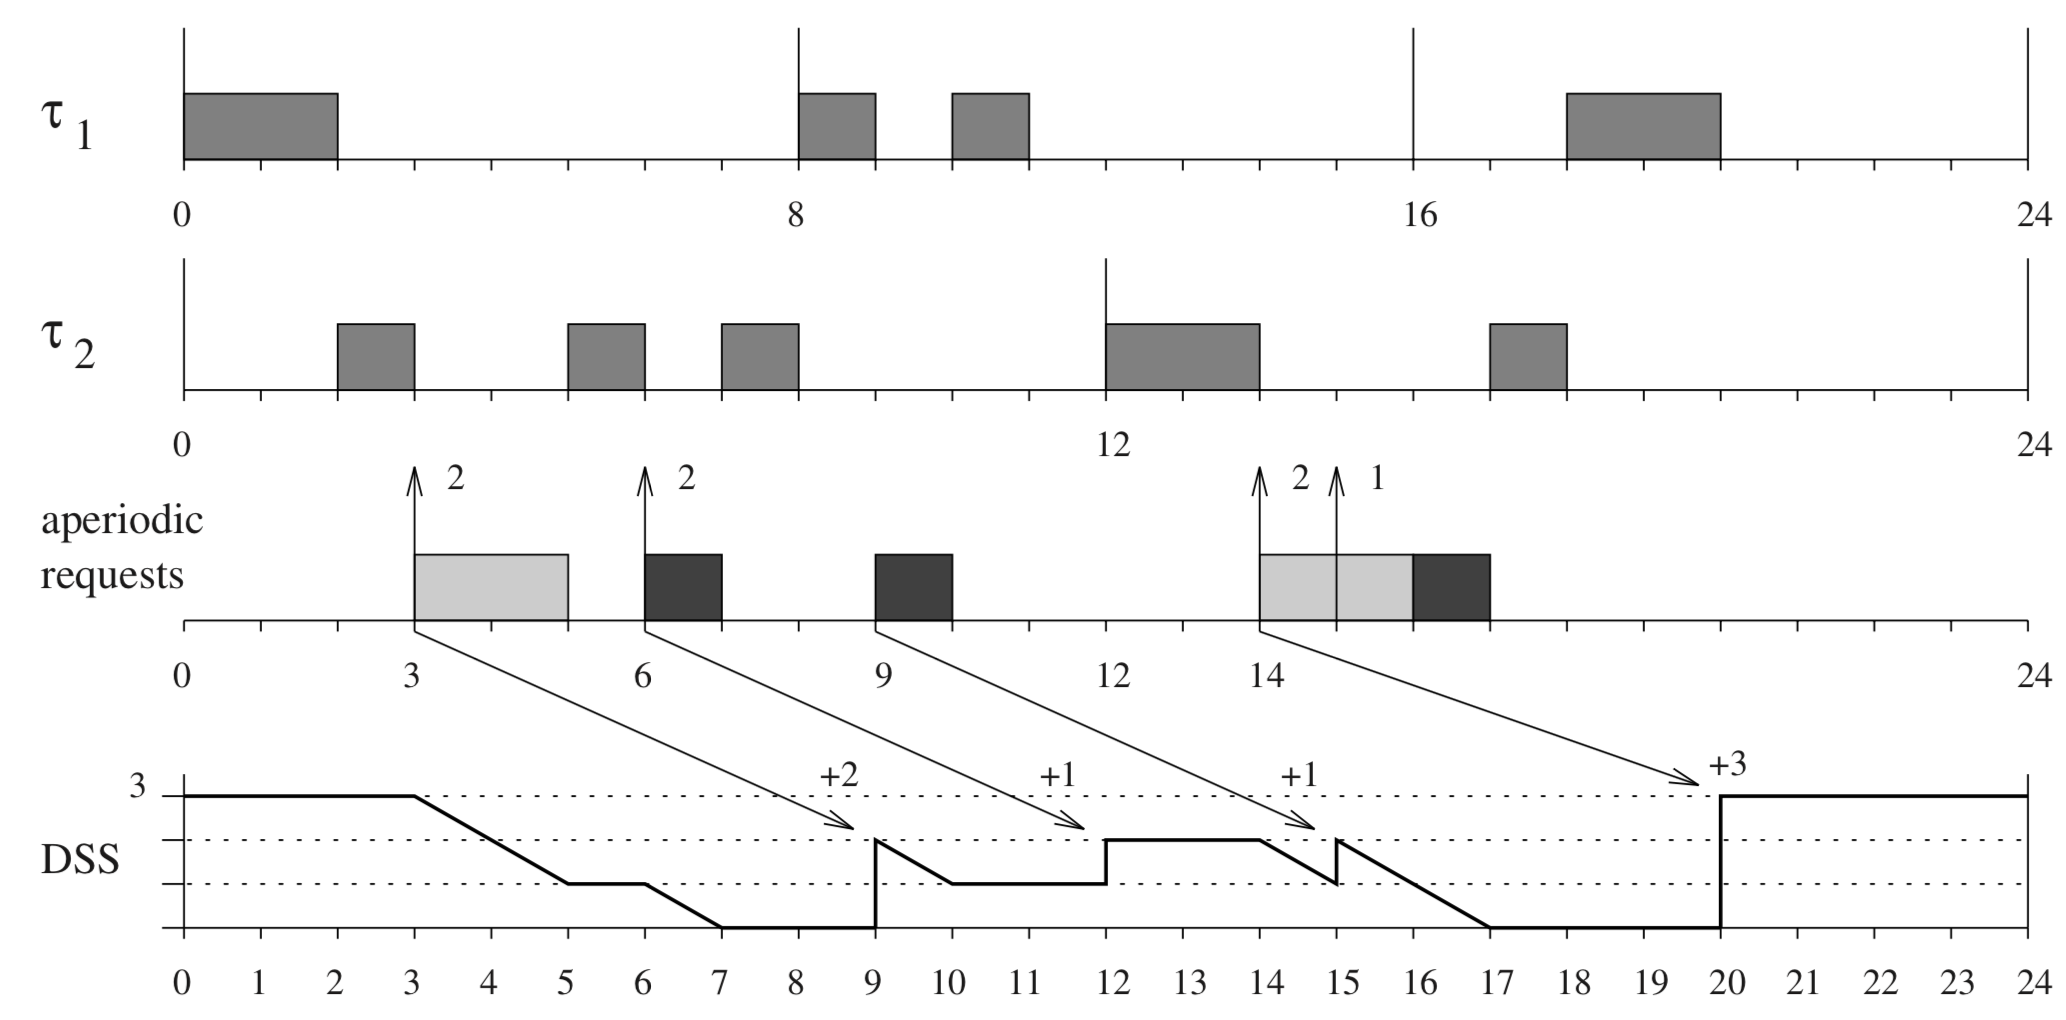 τ 1
0 8 16 24
τ 2
0 12 24
2 2 2 1
aperiodic
requests
0 3 6 9 12 14 24
+2 +1 +1 +3
3
DSS
0 1 2 3 4 5 6 7 8 9 10 11 12 13 14 15 16 17 18 19 20 21 22 23 24